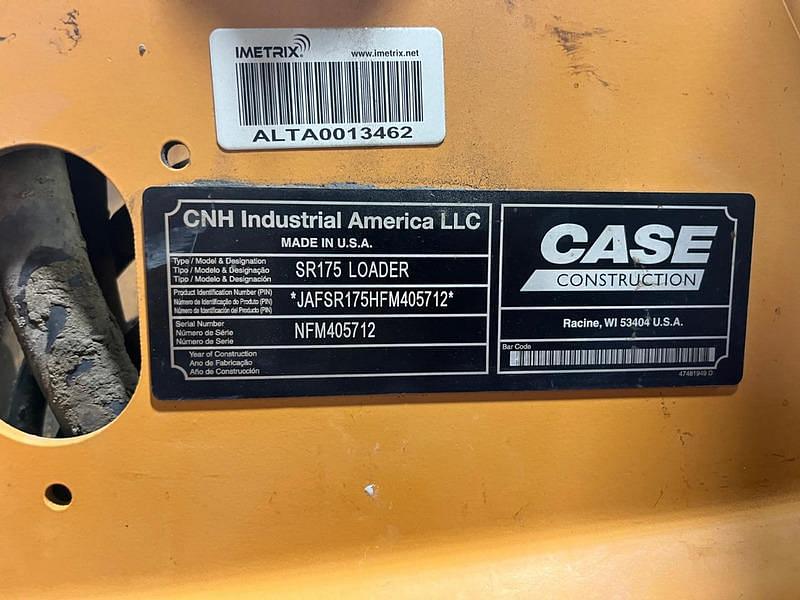 IMETRIX®
www.imetrix.net
ALTA0013462
CNH Industrial America LLC
MADE IN U.S.A.
Type / Model & Designation
Tipo / Modelo & Designação
Tipo / Modelo & Designación
SR175 LOADER
Product Identification Number (PIN)
Número de Identificação do Produto (PIN)
Número de Identificación del Producto (PIN)
*JAFSR175HFM405712*
Serial Number
Número de Série
Número de Serie
NFM405712
Year of Construction
Ano de Fabricação
Año de Construcción
CASE
CONSTRUCTION
Racine, WI 53404 U.S.A.
Bar Code
47481949 D